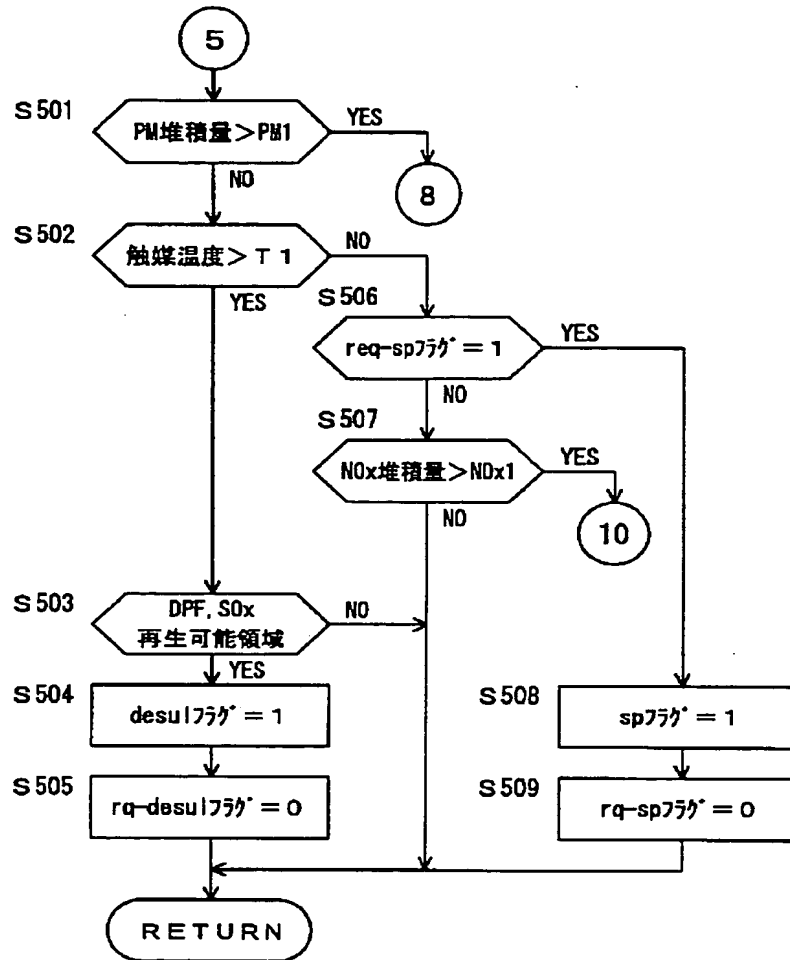 5
S501
PM堆積量>PM1
YES
8
NO
S502
触媒温度>T1
NO
YES
S506
req-spフラグ=1
YES
NO
S507
NOx堆積量>NOx1
YES
10
NO
S503
DPF,SOx
再生可能領域
NO
YES
S504
desulフラグ=1
S508
spフラグ=1
S505
rq-desulフラグ=0
S509
rq-spフラグ=0
RETURN